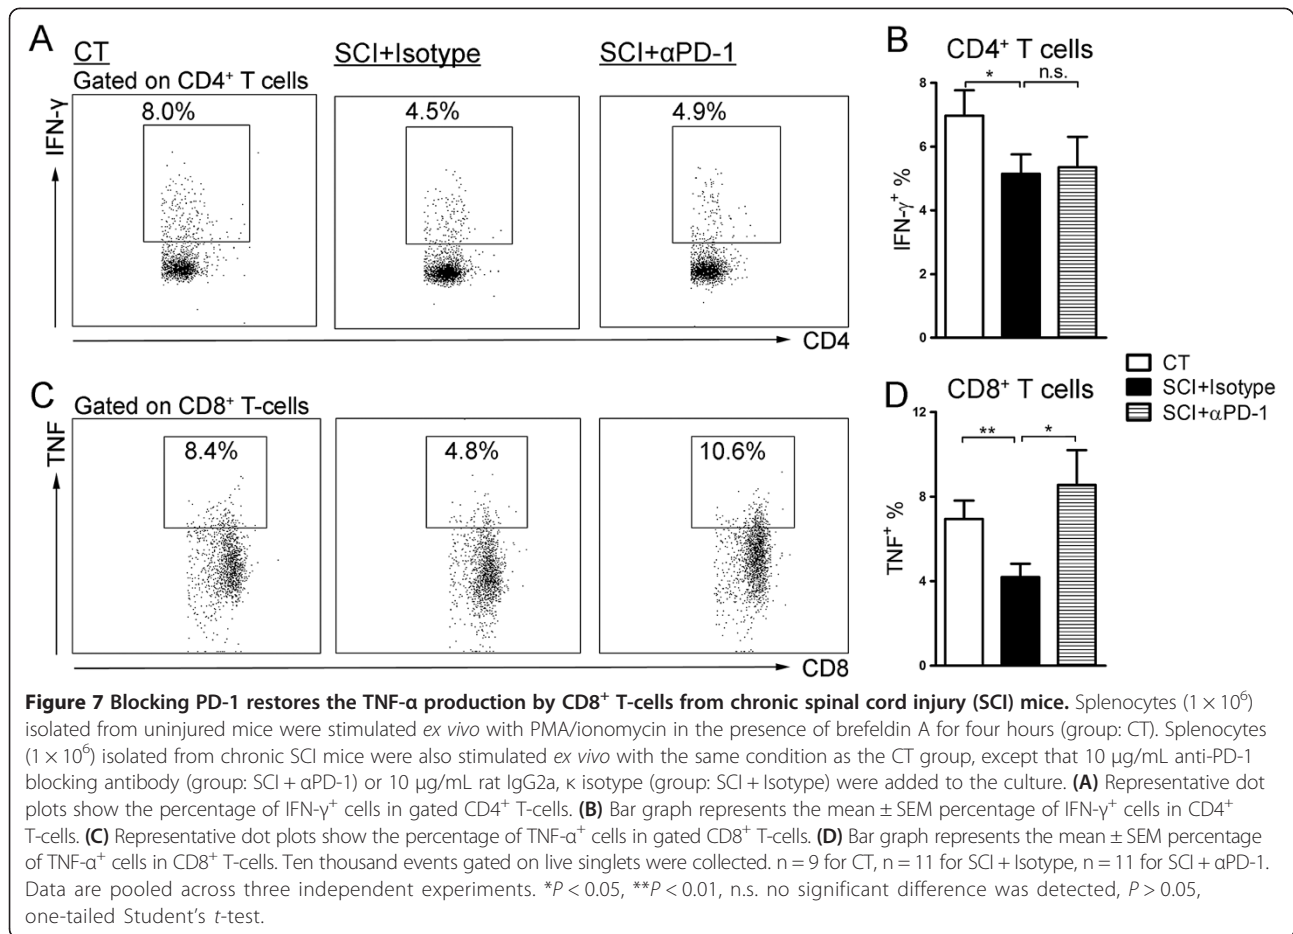 A
CT
SCI+Isotype
SCI+αPD-1
Gated on CD4⁺ T cells
8.0%
4.5%
4.9%
IFN-γ
CD4
B
CD4⁺ T cells
*
n.s.
8
6
4
2
0
IFN-γ⁺ %
CT
SCI+Isotype
SCI+αPD-1
C
Gated on CD8⁺ T-cells
8.4%
4.8%
10.6%
TNF
CD8
D
CD8⁺ T cells
**
*
12
8
4
0
TNF⁺ %
Figure 7 Blocking PD-1 restores the TNF-α production by CD8⁺ T-cells from chronic spinal cord injury (SCI) mice. Splenocytes (1 × 10⁶)
isolated from uninjured mice were stimulated ex vivo with PMA/ionomycin in the presence of brefeldin A for four hours (group: CT). Splenocytes
(1 × 10⁶) isolated from chronic SCI mice were also stimulated ex vivo with the same condition as the CT group, except that 10 μg/mL anti-PD-1
blocking antibody (group: SCI + αPD-1) or 10 μg/mL rat IgG2a, κ isotype (group: SCI + Isotype) were added to the culture. (A) Representative dot
plots show the percentage of IFN-γ⁺ cells in gated CD4⁺ T-cells. (B) Bar graph represents the mean ± SEM percentage of IFN-γ⁺ cells in CD4⁺
T-cells. (C) Representative dot plots show the percentage of TNF-α⁺ cells in gated CD8⁺ T-cells. (D) Bar graph represents the mean ± SEM percentage
of TNF-α⁺ cells in CD8⁺ T-cells. Ten thousand events gated on live singlets were collected. n = 9 for CT, n = 11 for SCI + Isotype, n = 11 for SCI + αPD-1.
Data are pooled across three independent experiments. *P < 0.05, **P < 0.01, n.s. no significant difference was detected, P > 0.05,
one-tailed Student's t-test.